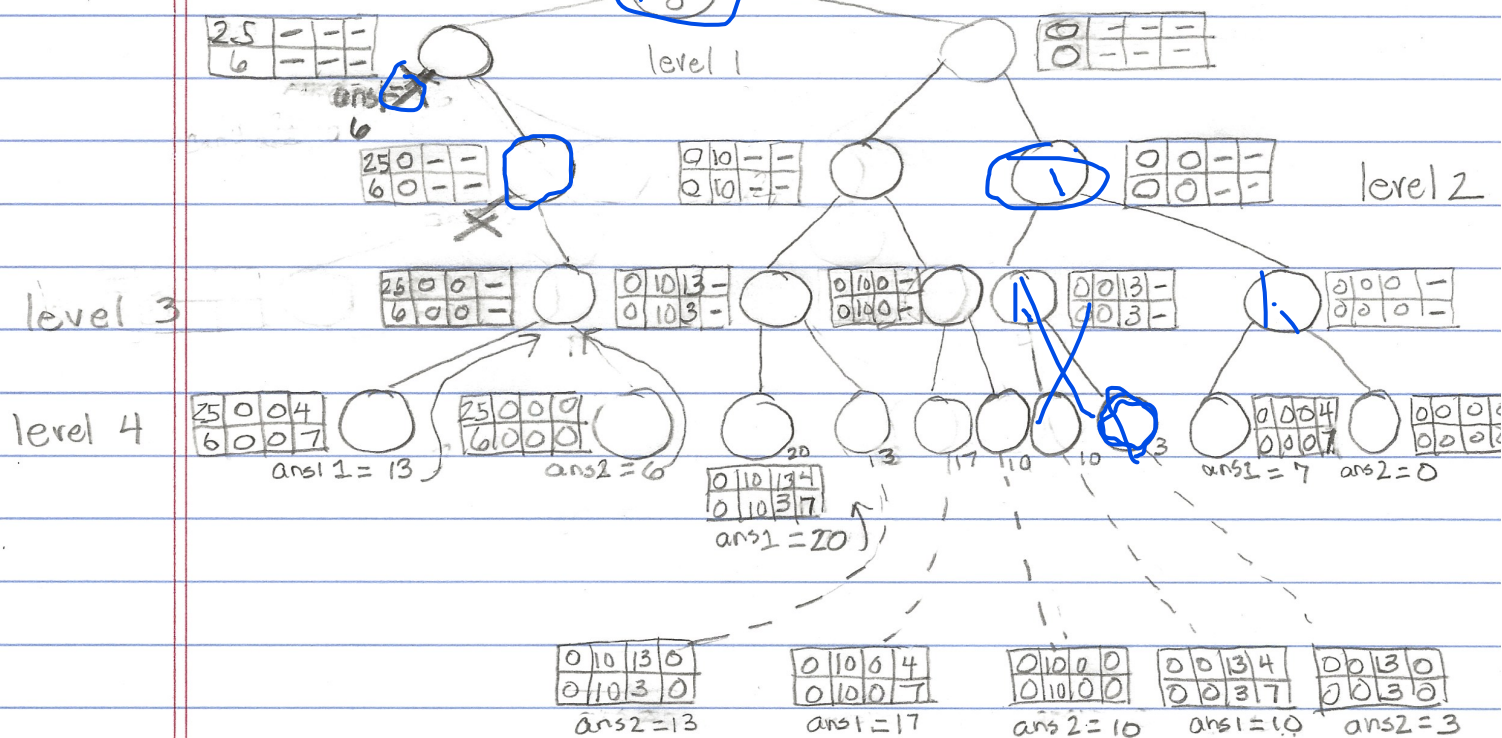 25 - - -
6 - - -
level 1
0 - - -
0 - - -
ans=
6
25 0 - -
6 0 - -
0 10 - -
0 10 - -
0 0 - -
0 0 - -
level 2
level 3
25 0 0 -
6 0 0 -
0 10 13 -
0 10 3 -
0 10 0 -
0 10 0 -
0 0 13 -
0 0 3 -
0 0 0 -
0 0 0 -
level 4
25 0 0 4
6 0 0 7
ans1 1 = 13
25 0 0 0
6 0 0 0
ans2 = 6
20
13
17
10
10
3
0 0 0 4
0 0 0 7
ans1 = 7
0 0 0 0
0 0 0 0
ans2 = 0
0 10 13 4
0 10 3 7
ans1 = 20
0 10 13 0
0 10 3 0
ans2 = 13
0 10 0 4
0 10 0 7
ans1 = 17
0 10 0 0
0 10 0 0
ans2 = 10
0 0 13 4
0 0 3 7
ans1 = 10
0 0 13 0
0 0 3 0
ans2 = 3